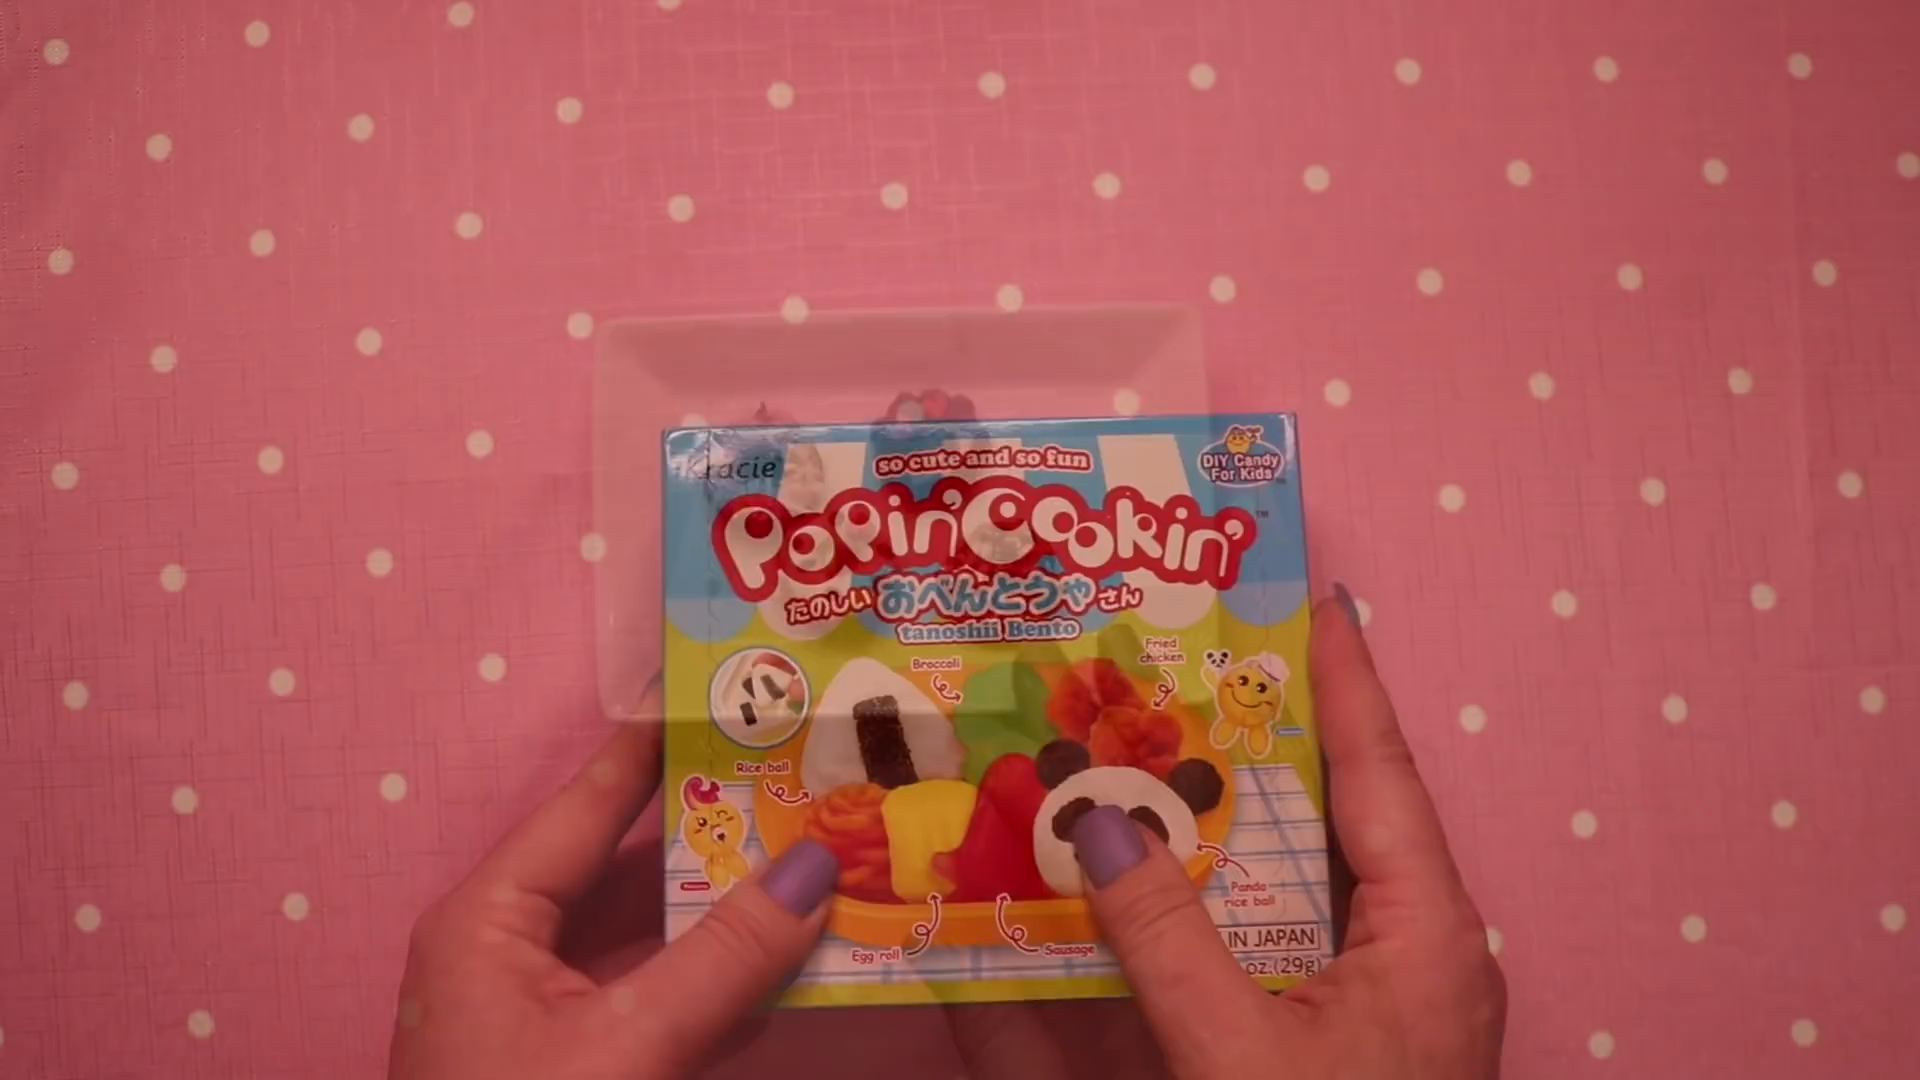 Kracie
so cute and so fun
DIY Candy
For Kids
Popin' Cookin'™
たのしい おべんとうやさん
tanoshii Bento
Broccoli
Fried
chicken
Rice ball
Panda
rice ball
Egg roll
Sausage
IN JAPAN
oz.(29g)